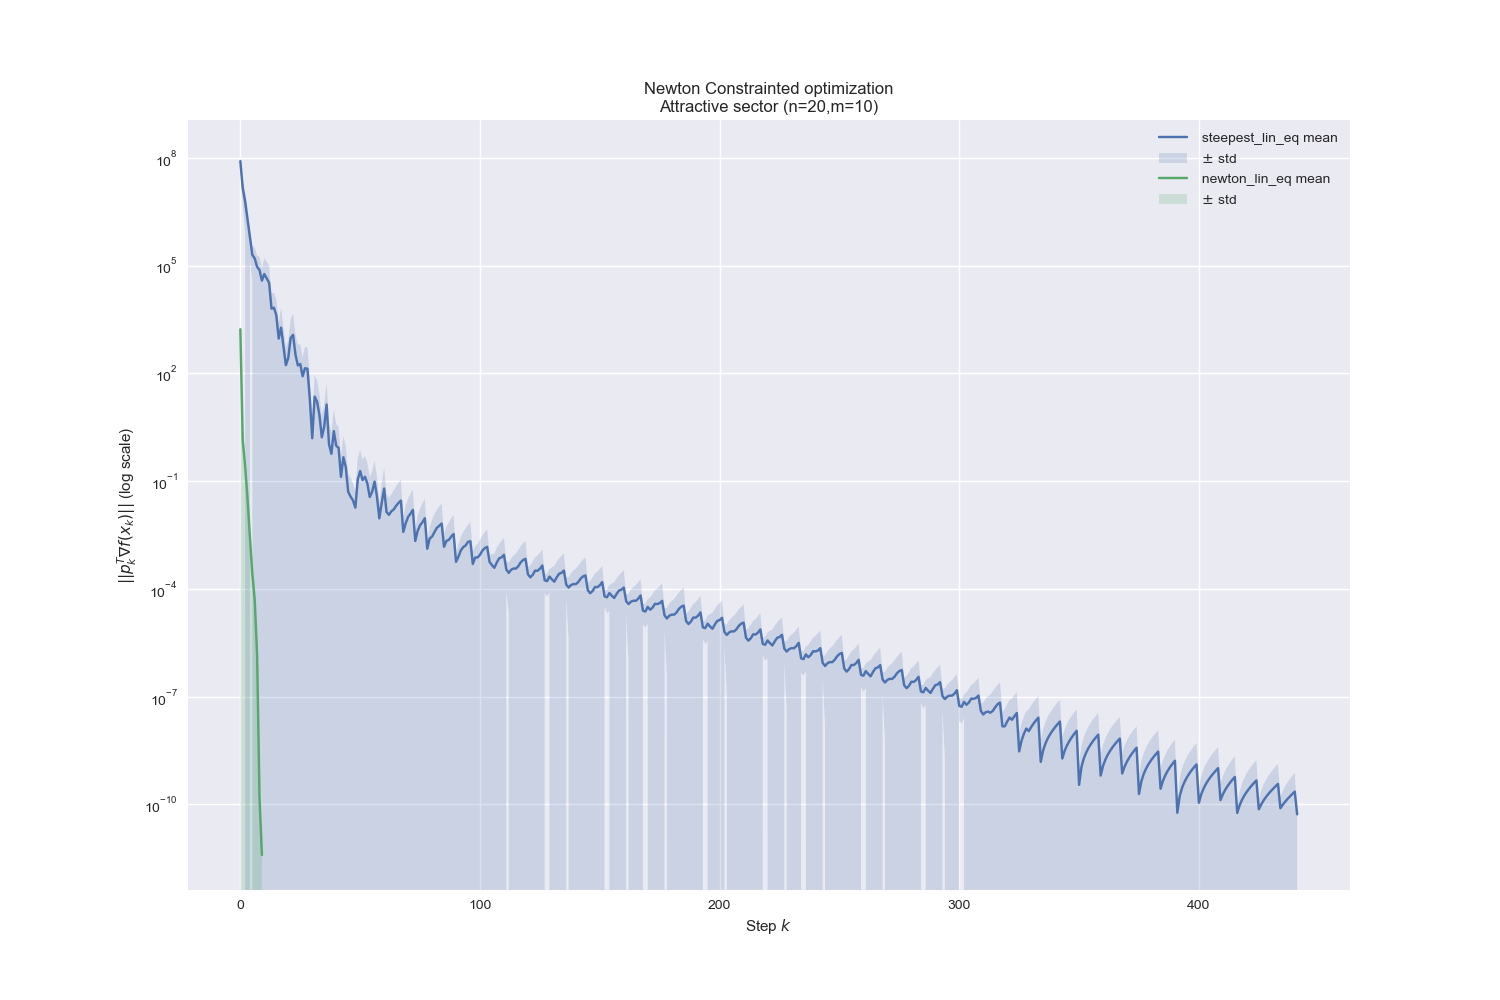 Newton Constrainted optimization
Attractive sector (n=20,m=10)
steepest_lin_eq mean
± std
newton_lin_eq mean
± std
10^8
10^5
10^2
10^−1
10^−4
10^−7
10^−10
||p_k^T∇f(x_k)|| (log scale)
0 100 200 300 400
Step k